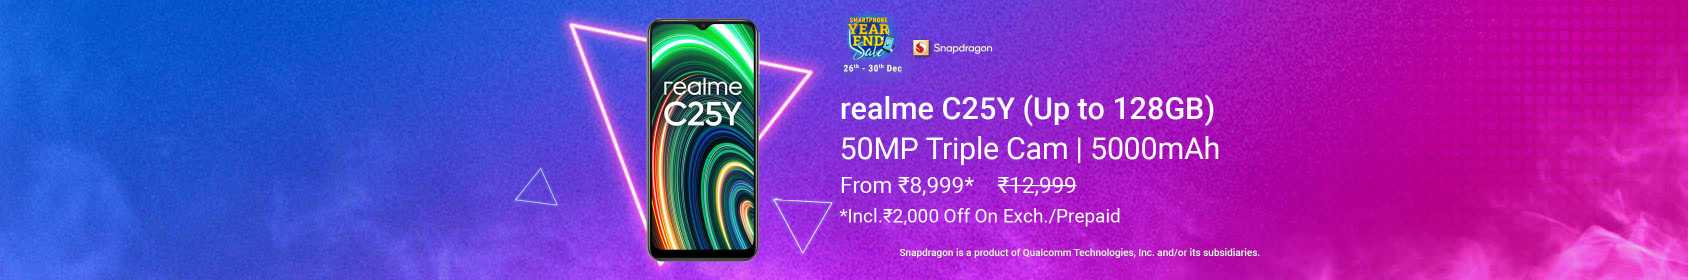 realme
C25Y
SMARTPHONE
YEAR
END
Sale
26th - 30th Dec
Snapdragon
realme C25Y (Up to 128GB)
50MP Triple Cam | 5000mAh
From ₹8,999* ₹12,999
*Incl.₹2,000 Off On Exch./Prepaid
Snapdragon is a product of Qualcomm Technologies, Inc. and/or its subsidiaries.